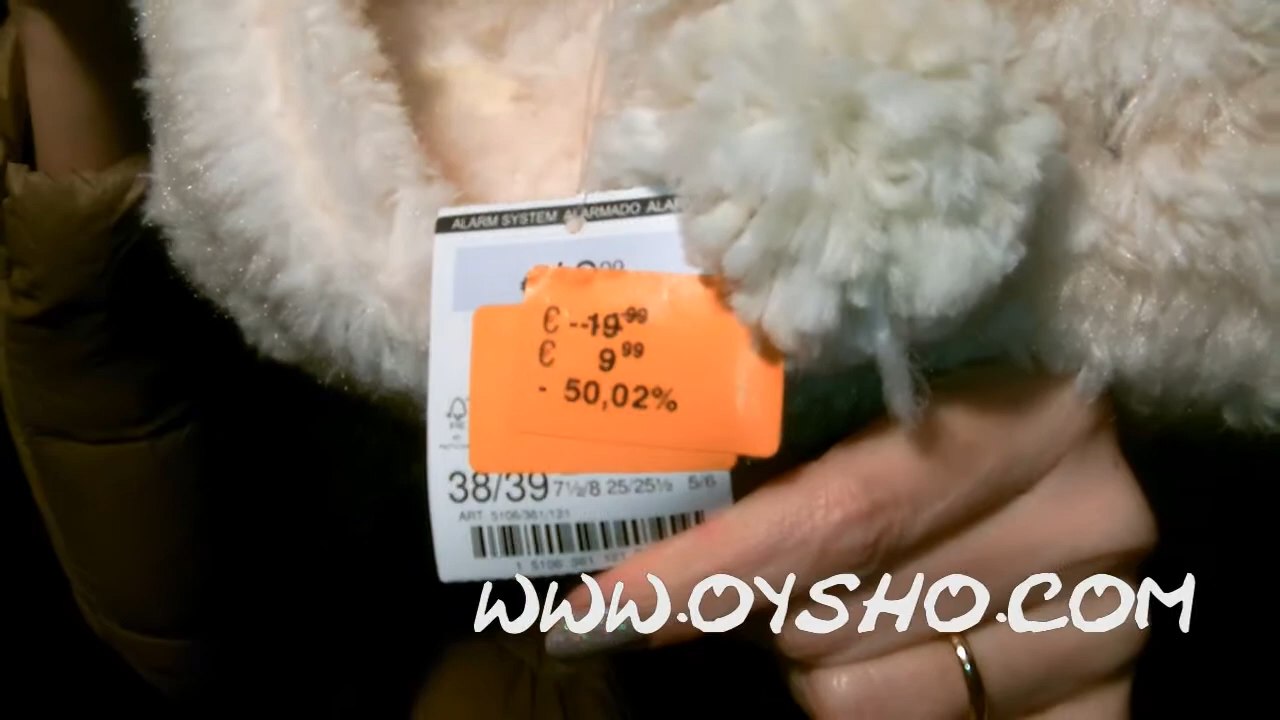 ALARM SYSTEM ALARMADO ALAR
€ --19.99
€ 9 99
- 50,02%
38/39 7½/8 25/25½ 5/6
ART. 5106/361/121
WWW.OYSHO.COM